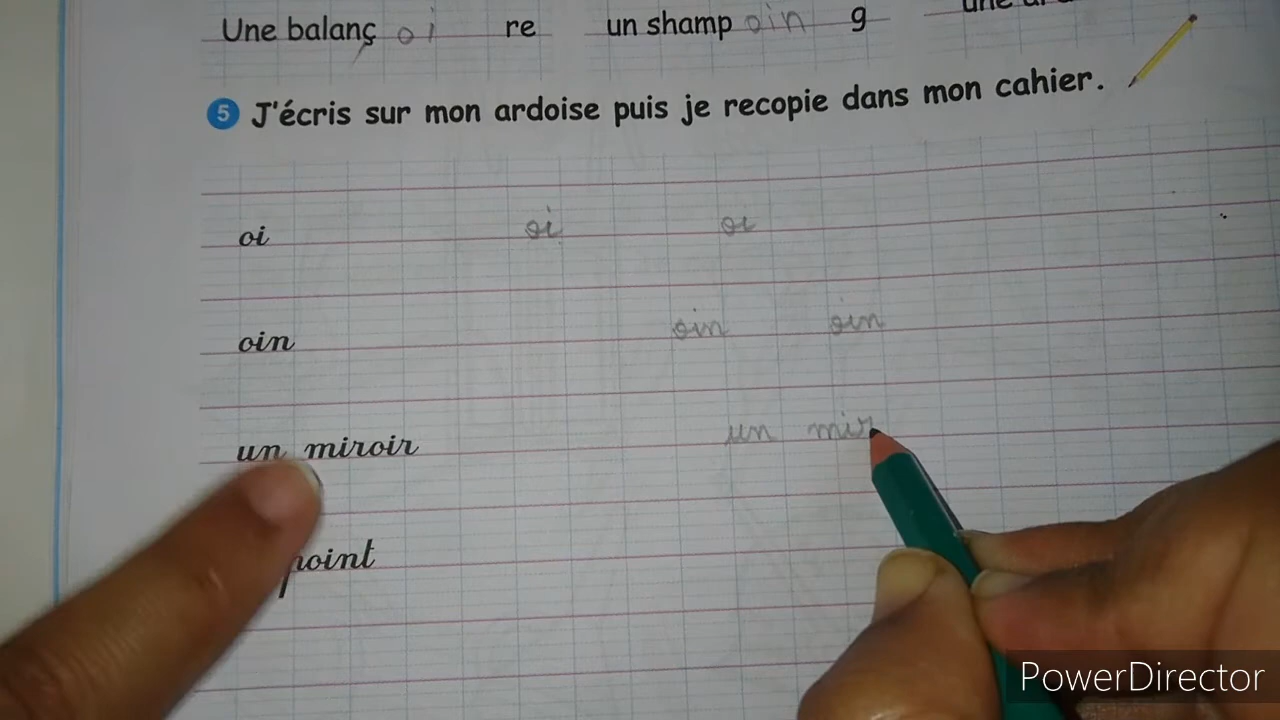 Une balanç oi re un shamp oin g
5 J'écris sur mon ardoise puis je recopie dans mon cahier.
oi oi oi
oin oin oin
un miroir un mir
point
PowerDirector